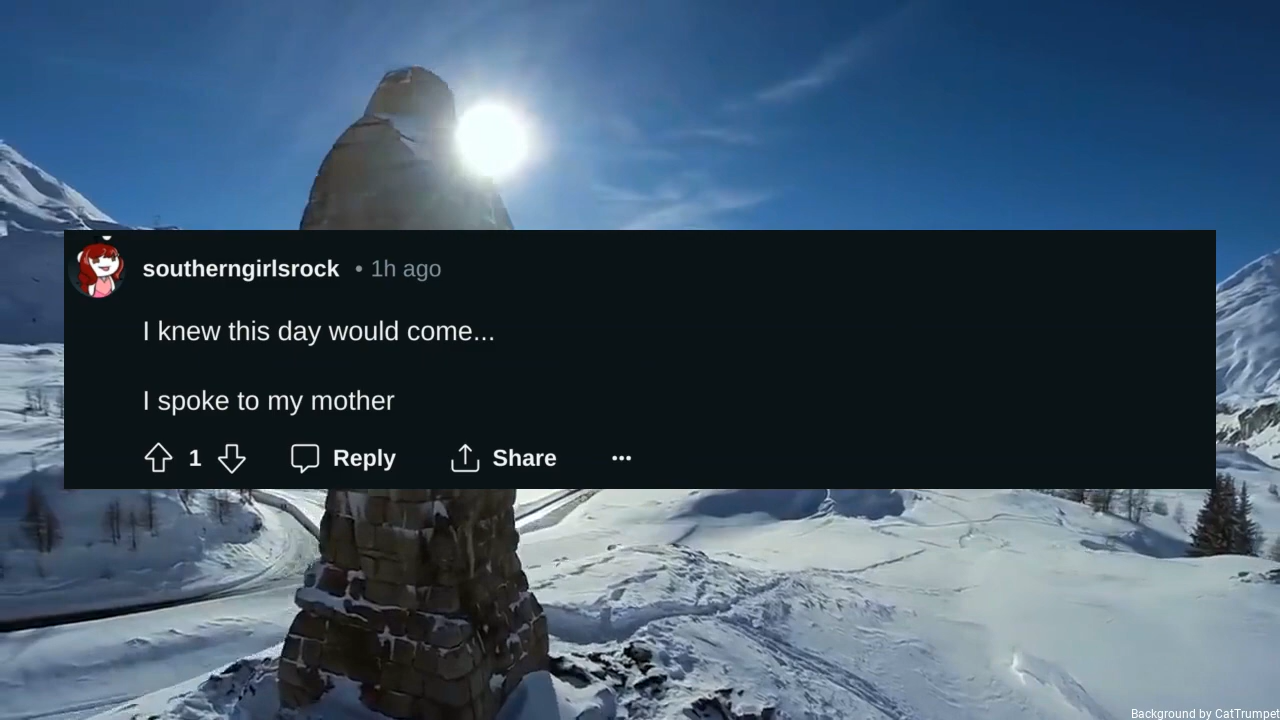 southerngirlsrock • 1h ago
I knew this day would come...
I spoke to my mother
1 Reply Share ...
Background by CatTrumpet